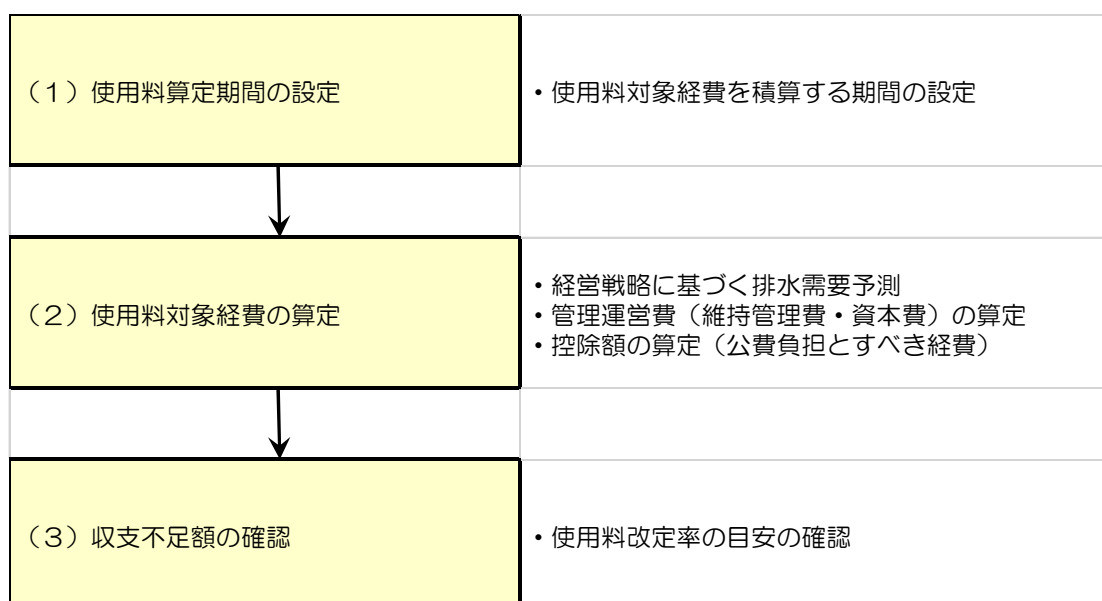 （１）使用料算定期間の設定
・使用料対象経費を積算する期間の設定
（２）使用料対象経費の算定
・経営戦略に基づく排水需要予測
・管理運営費（維持管理費・資本費）の算定
・控除額の算定（公費負担とすべき経費）
（３）収支不足額の確認
・使用料改定率の目安の確認